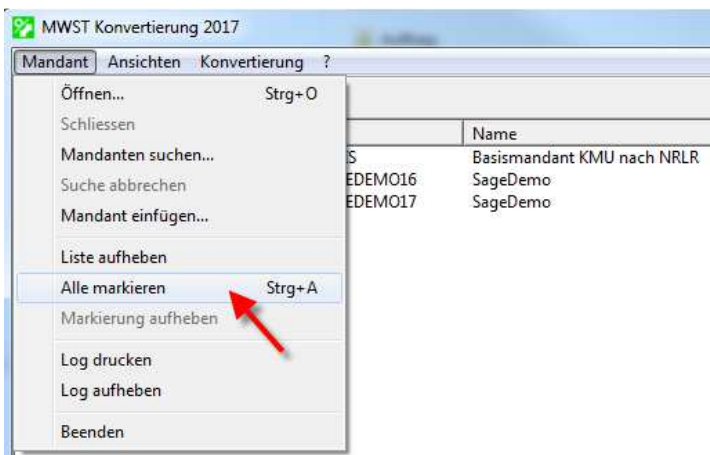 MWST Konvertierung 2017
Mandant Ansichten Konvertierung ?
Öffnen... Strg+O
Schliessen
Name
Mandanten suchen... Basismandant KMU nach NRLR
Suche abbrechen EDEMO16 SageDemo
EDEMO17 SageDemo
Mandant einfügen...
Liste aufheben
Alle markieren Strg+A
Markierung aufheben
Log drucken
Log aufheben
Beenden